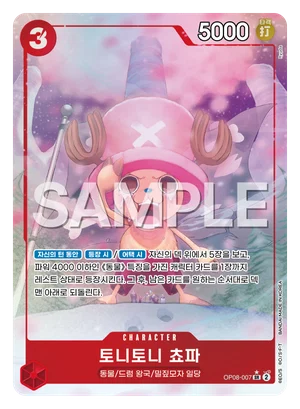 3
5000
타격
打
SAMPLE
자신의 턴 동안 등장 시 / 어택 시 자신의 덱 위에서 5장을 보고,
파워 4000 이하인 《동물》 특징을 가진 캐릭터 카드를 1장까지
레스트 상태로 등장시킨다. 그 후, 남은 카드를 원하는 순서대로 덱
맨 아래로 되돌린다.
CHARACTER
토니토니 쵸파
동물/드럼 왕국/밀짚모자 일당
OP08-007 SR 2